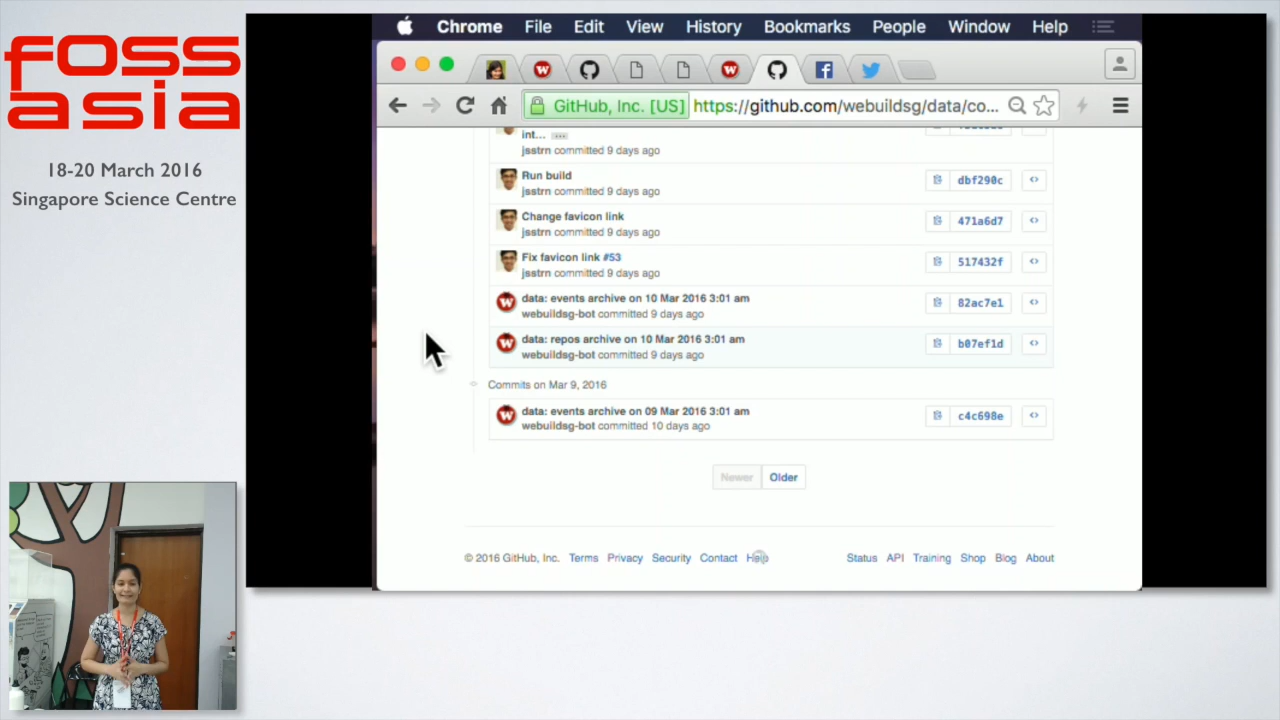 foss
asia
18-20 March 2016
Singapore Science Centre
Chrome File Edit View History Bookmarks People Window Help
GitHub, Inc. [US] https://github.com/webuildsg/data/co...
int... ...
jsstrn committed 9 days ago
Run build
jsstrn committed 9 days ago
dbf290c
Change favicon link
jsstrn committed 9 days ago
471a6d7
Fix favicon link #53
jsstrn committed 9 days ago
517432f
data: events archive on 10 Mar 2016 3:01 am
webuildsg-bot committed 9 days ago
82ac7e1
data: repos archive on 10 Mar 2016 3:01 am
webuildsg-bot committed 9 days ago
b07ef1d
Commits on Mar 9, 2016
data: events archive on 09 Mar 2016 3:01 am
webuildsg-bot committed 10 days ago
c4c698e
Newer Older
© 2016 GitHub, Inc. Terms Privacy Security Contact Help
Status API Training Shop Blog About